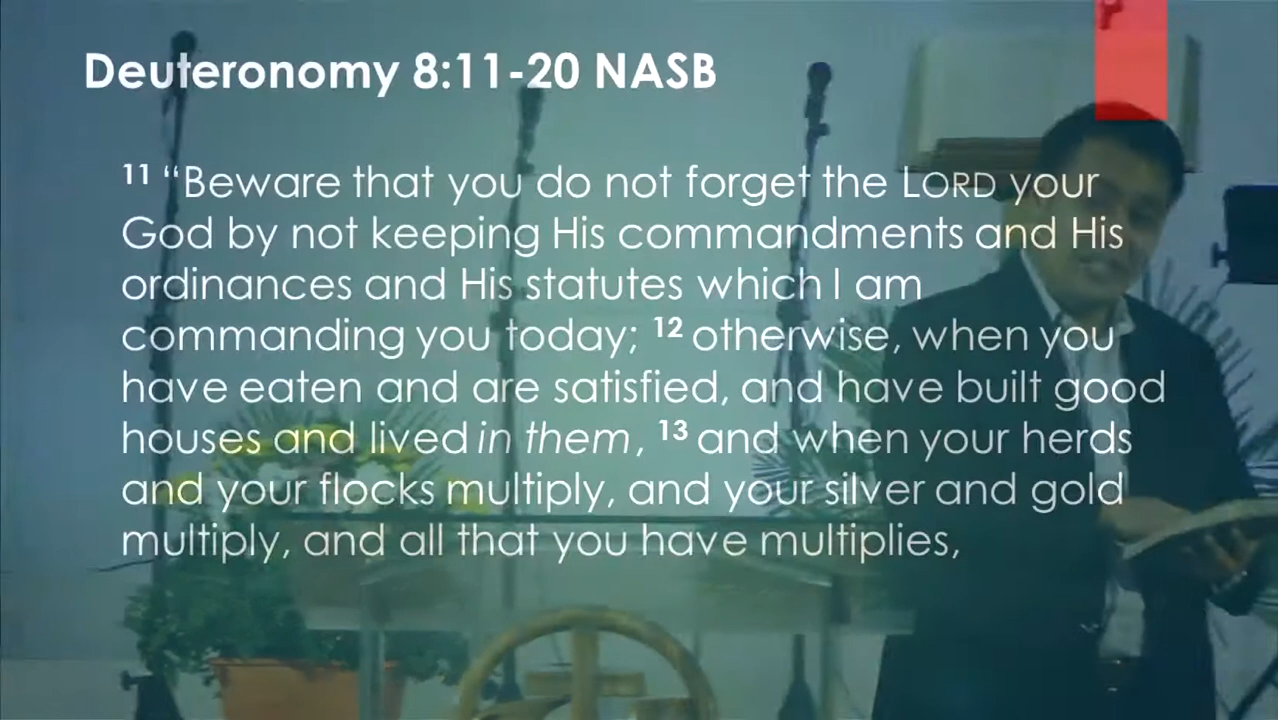 Deuteronomy 8:11-20 NASB
11 “Beware that you do not forget the LORD your
God by not keeping His commandments and His
ordinances and His statutes which I am
commanding you today; 12 otherwise, when you
have eaten and are satisfied, and have built good
houses and lived in them, 13 and when your herds
and your flocks multiply, and your silver and gold
multiply, and all that you have multiplies,